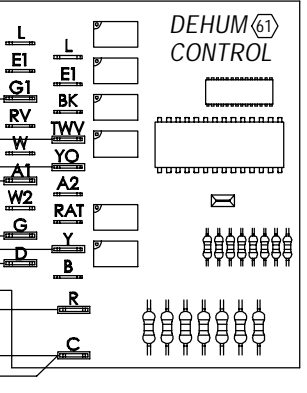 DEHUM 61
CONTROL
L
E1
G1
RV
W
A1
W2
G
D
L
E1
BK
TWV
YO
A2
RAT
Y
B
R
C